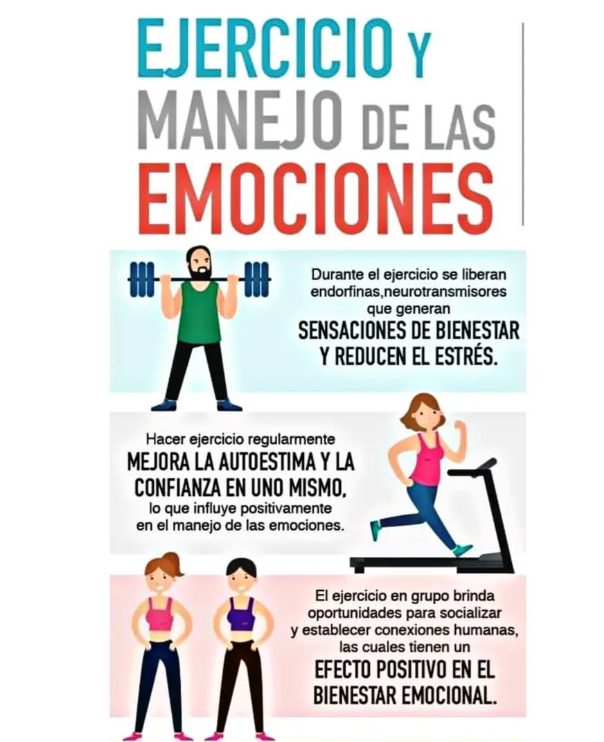 EJERCICIO Y
MANEJO DE LAS
EMOCIONES
Durante el ejercicio se liberan
endorfinas,neurotransmisores
que generan
SENSACIONES DE BIENESTAR
Y REDUCEN EL ESTRÉS.
Hacer ejercicio regularmente
MEJORA LA AUTOESTIMA Y LA
CONFIANZA EN UNO MISMO,
lo que influye positivamente
en el manejo de las emociones.
El ejercicio en grupo brinda
oportunidades para socializar
y establecer conexiones humanas,
las cuales tienen un
EFECTO POSITIVO EN EL
BIENESTAR EMOCIONAL.